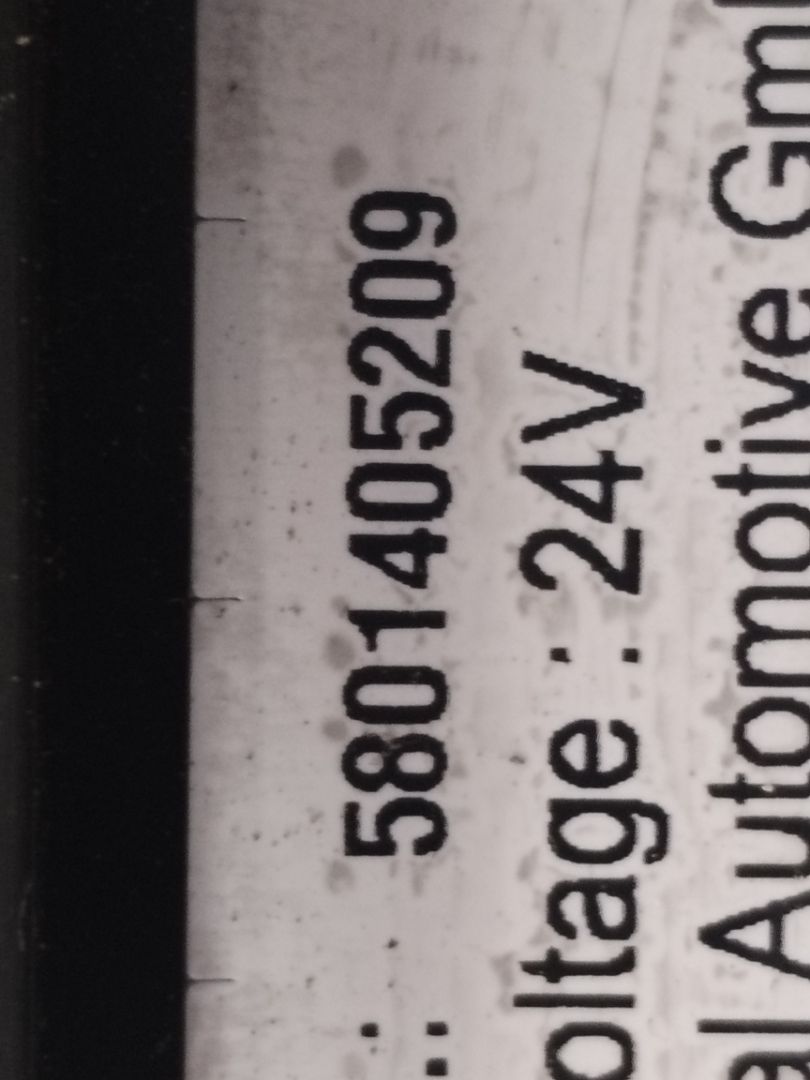 .: 5801405209
oltage : 24V
al Automotive Gm